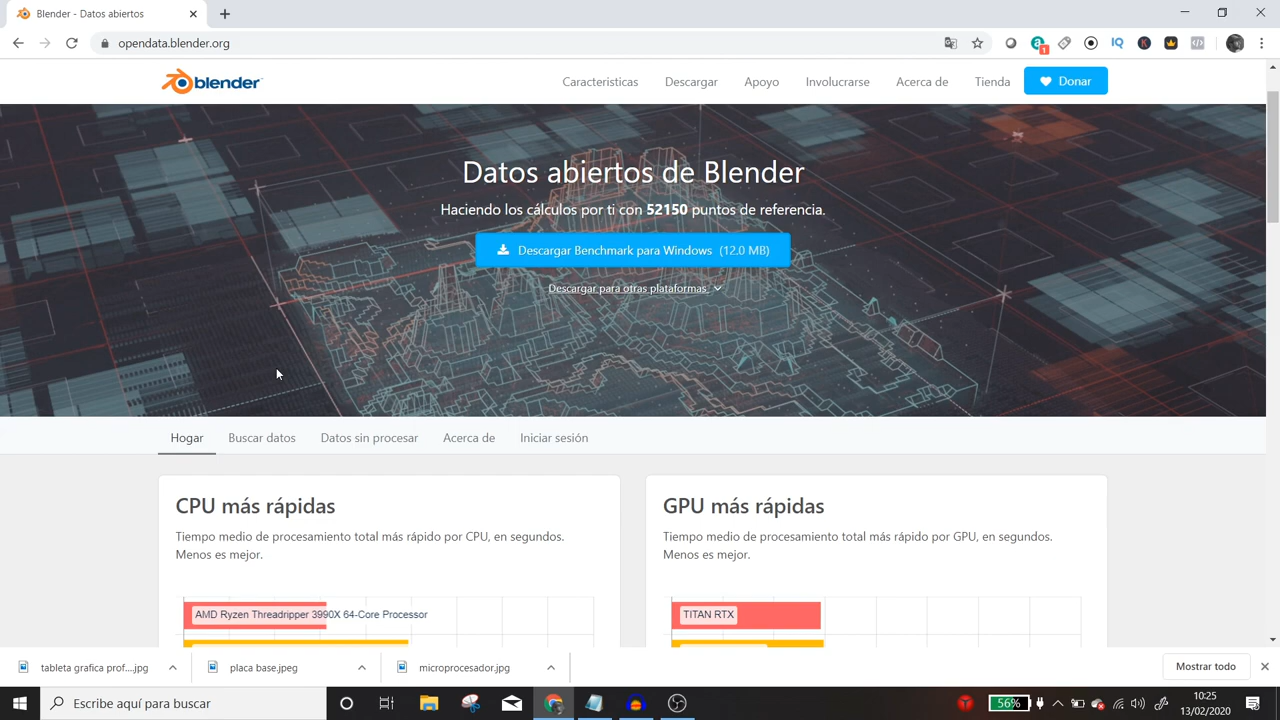 Blender - Datos abiertos
opendata.blender.org
1
IQ
K
blender
Características
Descargar
Apoyo
Involucrarse
Acerca de
Tienda
Donar
Datos abiertos de Blender
Haciendo los cálculos por ti con 52150 puntos de referencia.
Descargar Benchmark para Windows (12.0 MB)
Descargar para otras plataformas
Hogar
Buscar datos
Datos sin procesar
Acerca de
Iniciar sesión
CPU más rápidas
Tiempo medio de procesamiento total más rápido por CPU, en segundos.
Menos es mejor.
AMD Ryzen Threadripper 3990X 64-Core Processor
GPU más rápidas
Tiempo medio de procesamiento total más rápido por GPU, en segundos.
Menos es mejor.
TITAN RTX
tableta grafica prof....jpg
placa base.jpeg
microprocesador.jpg
Mostrar todo
Escribe aquí para buscar
56%
10:25
13/02/2020